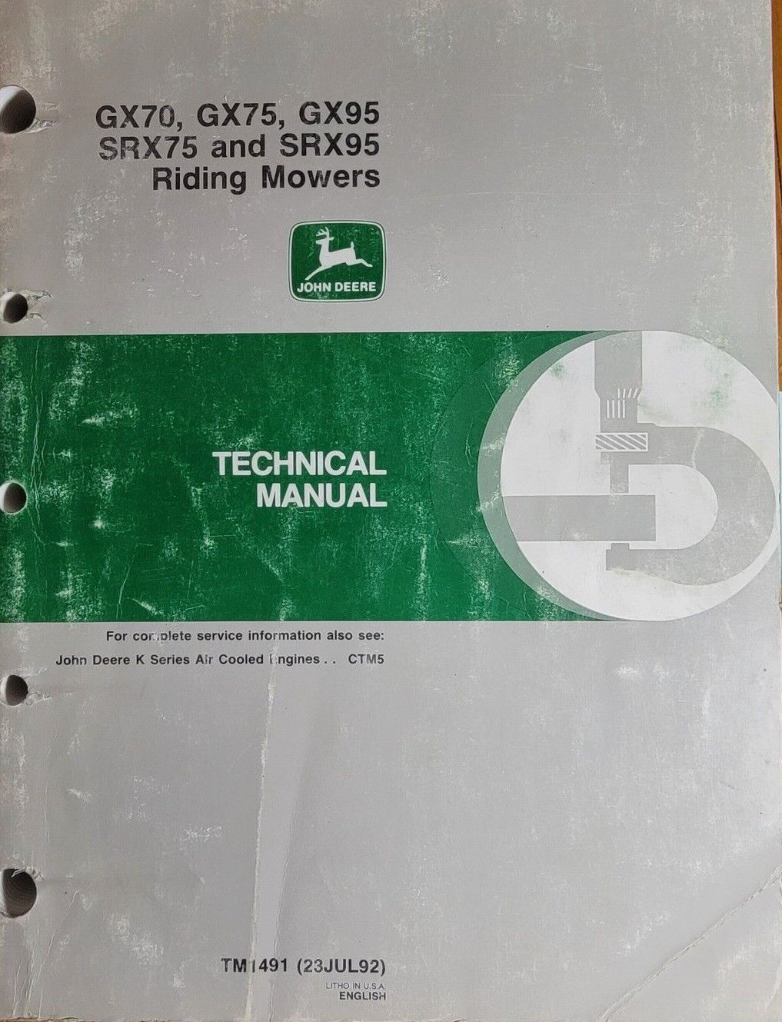 GX70, GX75, GX95
SRX75 and SRX95
Riding Mowers
JOHN DEERE
TECHNICAL
MANUAL
For complete service information also see:
John Deere K Series Air Cooled Engines . . CTM5
TM1491 (23JUL92)
LITHO IN U.S.A.
ENGLISH